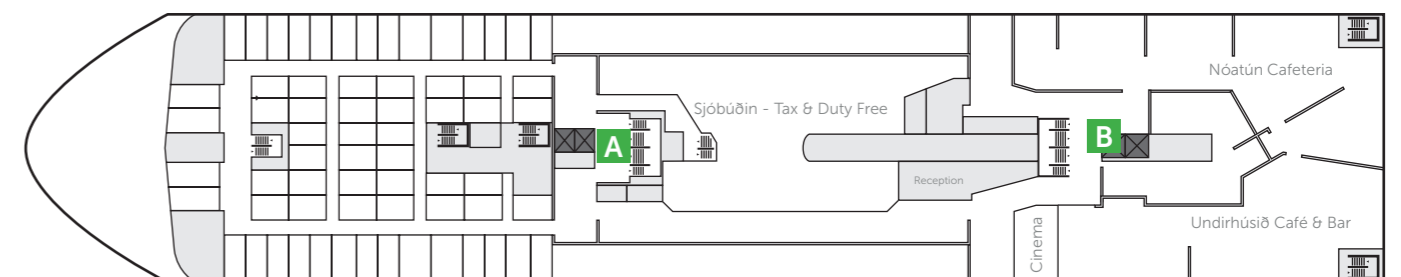 Nóatún Cafeteria
Sjóbúðin - Tax & Duty Free
A
B
Reception
Undirhúsið Café & Bar
Cinema